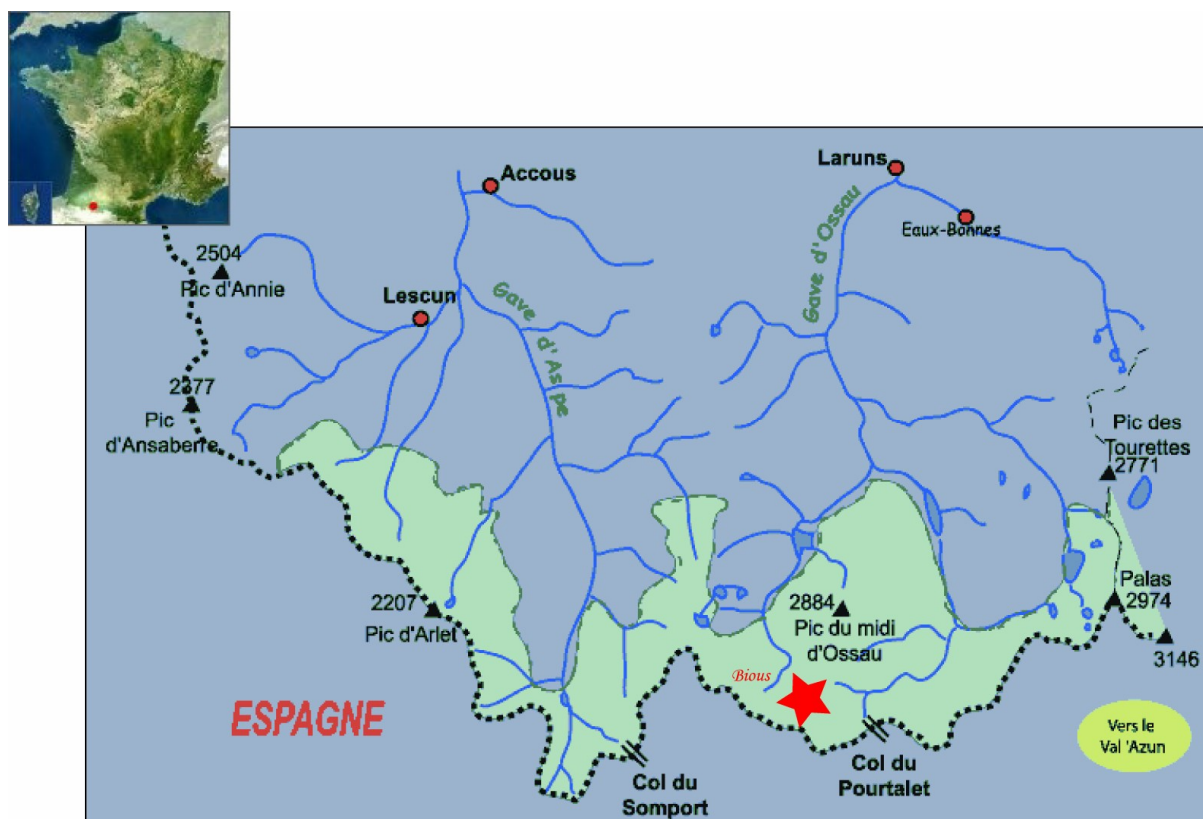 Accous
Laruns
Eaux-Bonnes
Gave d'Ossau
2504
Pic d'Annie
Lescun
Gave d'Aspe
2377
Pic
d'Ansaberre
Pic des
Tourettes
2771
2207
Pic d'Arlet
2884
Pic du midi
d'Ossau
Palas
2974
3146
Bious
ESPAGNE
Col du
Somport
Col du
Pourtalet
Vers le
Val 'Azun